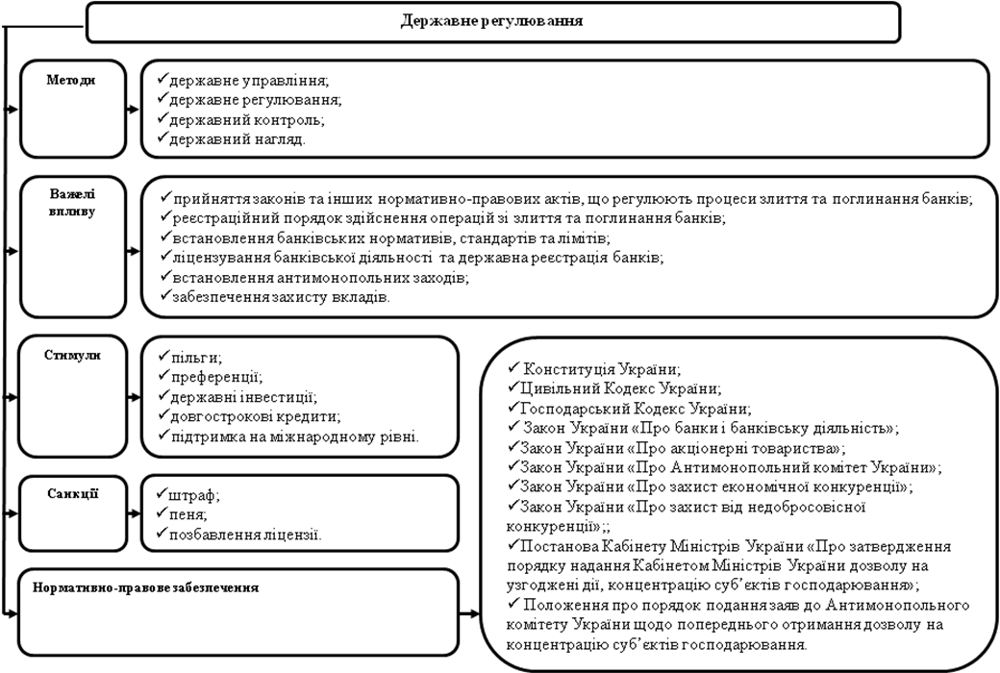 Державне регулювання
Методи
✓державне управління;
✓державне регулювання;
✓державний контроль;
✓державний нагляд.
Важелі
впливу
✓прийняття законів та інших нормативно-правових актів, що регулюють процеси злиття та поглинання банків;
✓реєстраційний порядок здійснення операцій зі злиття та поглинання банків;
✓встановлення банківських нормативів, стандартів та лімітів;
✓ліцензування банківської діяльності та державна реєстрація банків;
✓встановлення антимонопольних заходів;
✓забезпечення захисту вкладів.
Стимули
✓пільги;
✓преференції;
✓державні інвестиції;
✓довгострокові кредити;
✓підтримка на міжнародному рівні.
Санкції
✓штраф;
✓пеня;
✓позбавлення ліцензії.
Нормативно-правове забезпечення
✓ Конституція України;
✓Цивільний Кодекс України;
✓Господарський Кодекс України;
✓ Закон України «Про банки і банківську діяльність»;
✓Закон України «Про акціонерні товариства»;
✓Закон України «Про Антимонопольний комітет України»;
✓Закон України «Про захист економічної конкуренції»;
✓Закон України «Про захист від недобросовісної
конкуренції»;;
✓Постанова Кабінету Міністрів України «Про затвердження
порядку надання Кабінетом Міністрів України дозволу на
узгоджені дії, концентрацію суб’єктів господарювання»;
✓ Положення про порядок подання заяв до Антимонопольного
комітету України щодо попереднього отримання дозволу на
концентрацію суб’єктів господарювання.